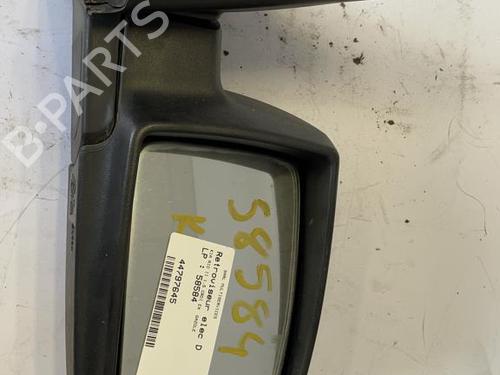 B-PARTS
58584
K
Retroviseur elec D
LP : 58584
44797645